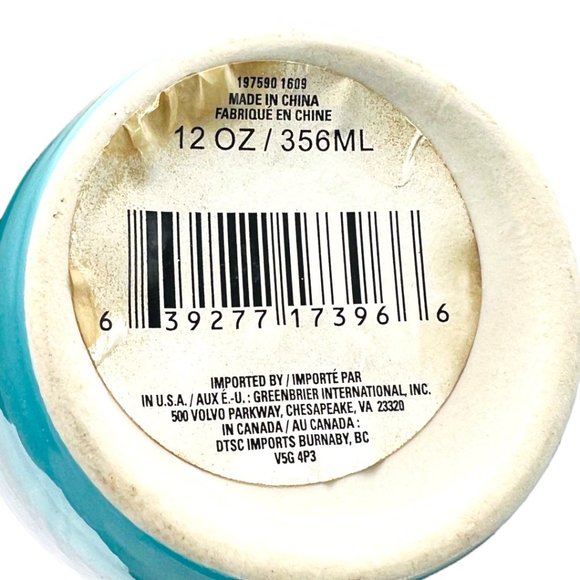 197590 1609
MADE IN CHINA
FABRIQUÉ EN CHINE
12 OZ / 356ML
6 39277 17396 6
IMPORTED BY / IMPORTÉ PAR
IN U.S.A. / AUX É.-U. : GREENBRIER INTERNATIONAL, INC.
500 VOLVO PARKWAY, CHESAPEAKE, VA 23320
IN CANADA / AU CANADA :
DTSC IMPORTS BURNABY, BC
V5G 4P3